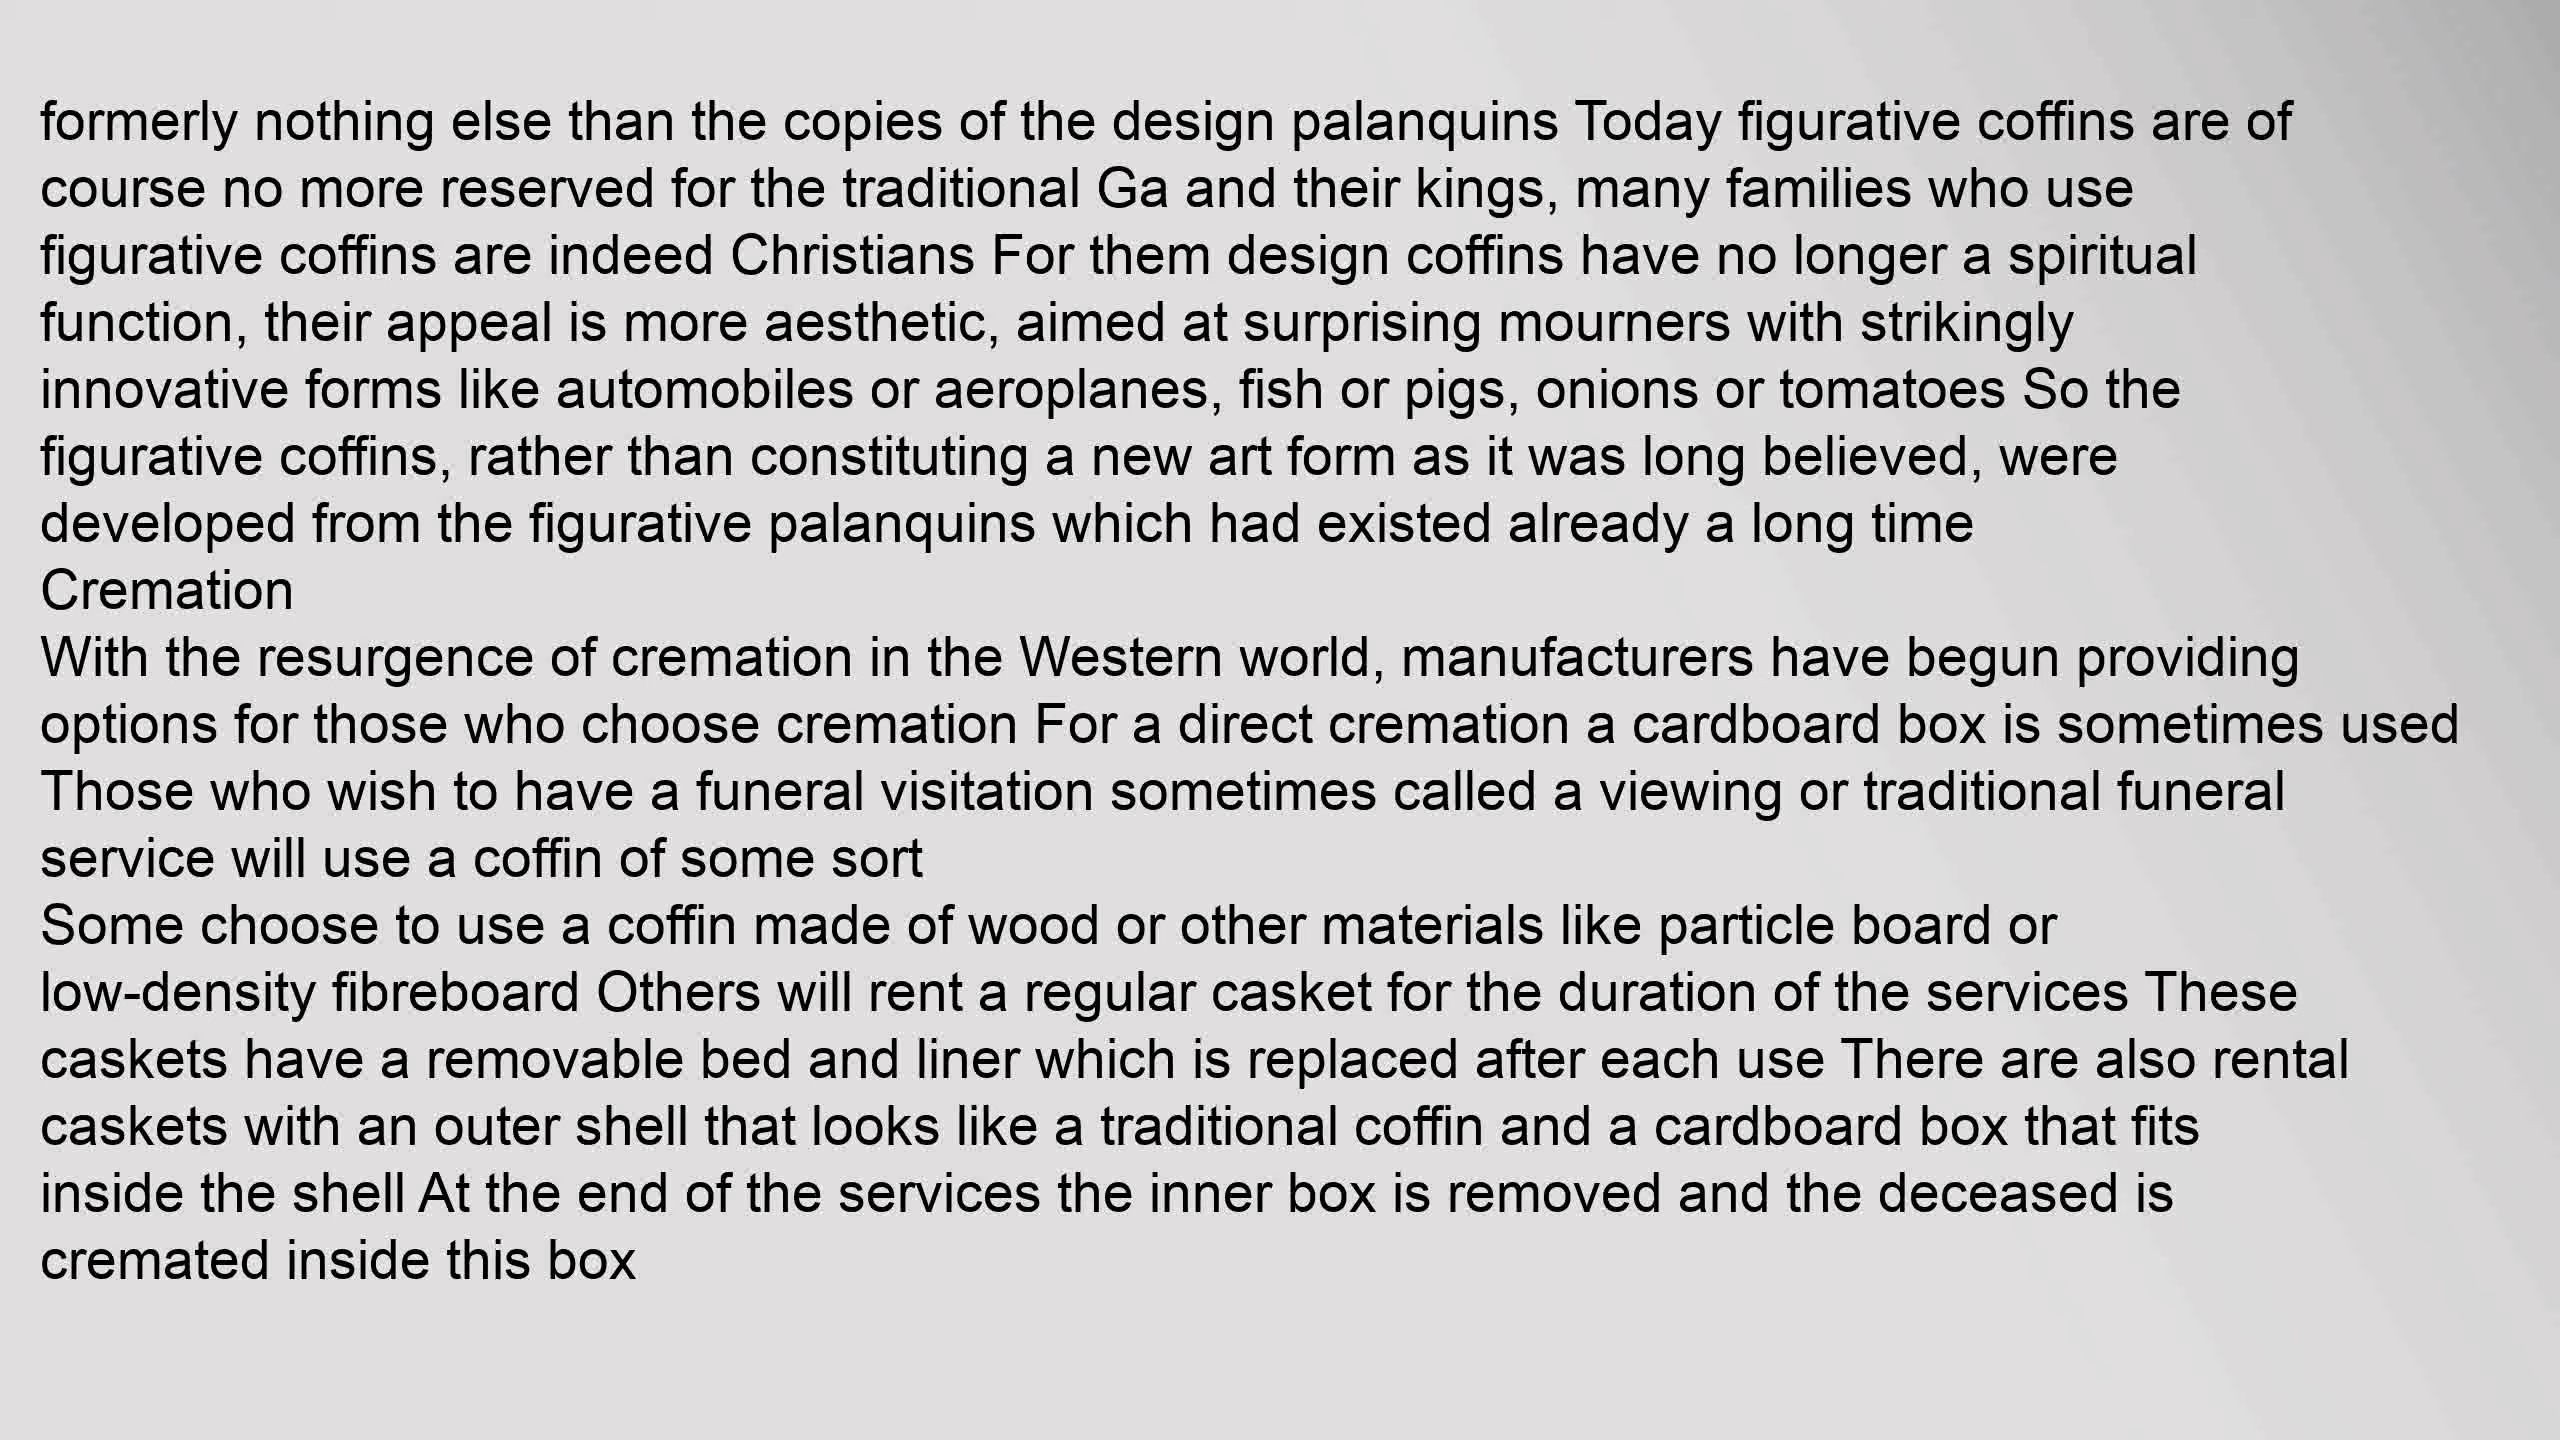 formerly nothing else than the copies of the design palanquins Today figurative coffins are of
course no more reserved for the traditional Ga and their kings, many families who use
figurative coffins are indeed Christians For them design coffins have no longer a spiritual
function, their appeal is more aesthetic, aimed at surprising mourners with strikingly
innovative forms like automobiles or aeroplanes, fish or pigs, onions or tomatoes So the
figurative coffins, rather than constituting a new art form as it was long believed, were
developed from the figurative palanquins which had existed already a long time
Cremation
With the resurgence of cremation in the Western world, manufacturers have begun providing
options for those who choose cremation For a direct cremation a cardboard box is sometimes used
Those who wish to have a funeral visitation sometimes called a viewing or traditional funeral
service will use a coffin of some sort
Some choose to use a coffin made of wood or other materials like particle board or
low-density fibreboard Others will rent a regular casket for the duration of the services These
caskets have a removable bed and liner which is replaced after each use There are also rental
caskets with an outer shell that looks like a traditional coffin and a cardboard box that fits
inside the shell At the end of the services the inner box is removed and the deceased is
cremated inside this box